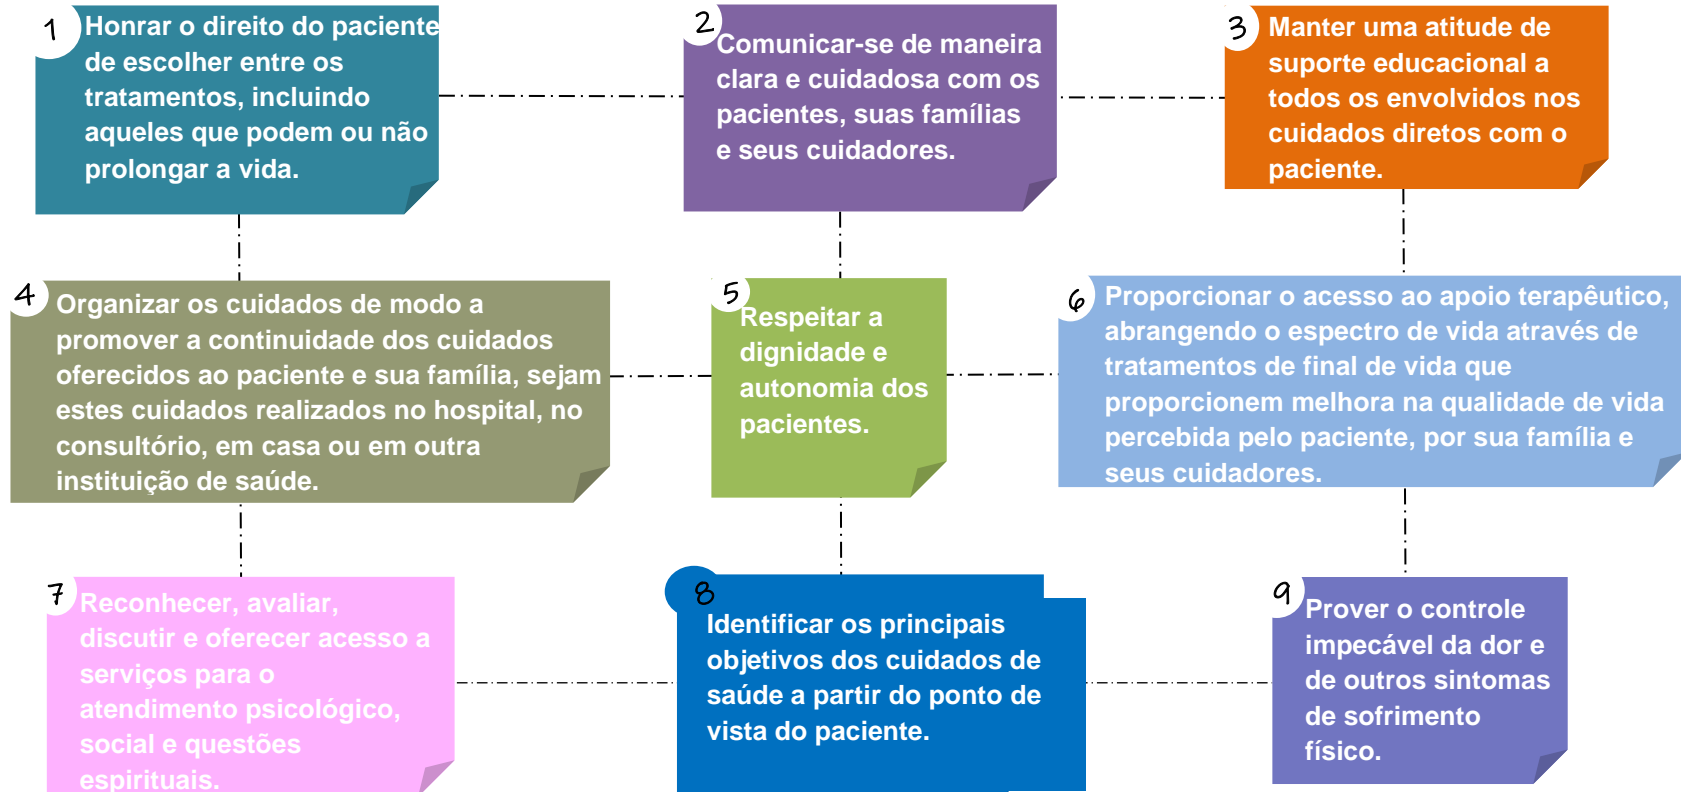 1
Honrar o direito do paciente
de escolher entre os
tratamentos, incluindo
aqueles que podem ou não
prolongar a vida.
2
Comunicar-se de maneira
clara e cuidadosa com os
pacientes, suas famílias
e seus cuidadores.
3
Manter uma atitude de
suporte educacional a
todos os envolvidos nos
cuidados diretos com o
paciente.
4
Organizar os cuidados de modo a
promover a continuidade dos cuidados
oferecidos ao paciente e sua família, sejam
estes cuidados realizados no hospital, no
consultório, em casa ou em outra
instituição de saúde.
5
Respeitar a
dignidade e
autonomia dos
pacientes.
6
Proporcionar o acesso ao apoio terapêutico,
abrangendo o espectro de vida através de
tratamentos de final de vida que
proporcionem melhora na qualidade de vida
percebida pelo paciente, por sua família e
seus cuidadores.
7
Reconhecer, avaliar,
discutir e oferecer acesso a
serviços para o
atendimento psicológico,
social e questões
espirituais.
8
Identificar os principais
objetivos dos cuidados de
saúde a partir do ponto de
vista do paciente.
9
Prover o controle
impecável da dor e
de outros sintomas
de sofrimento
físico.